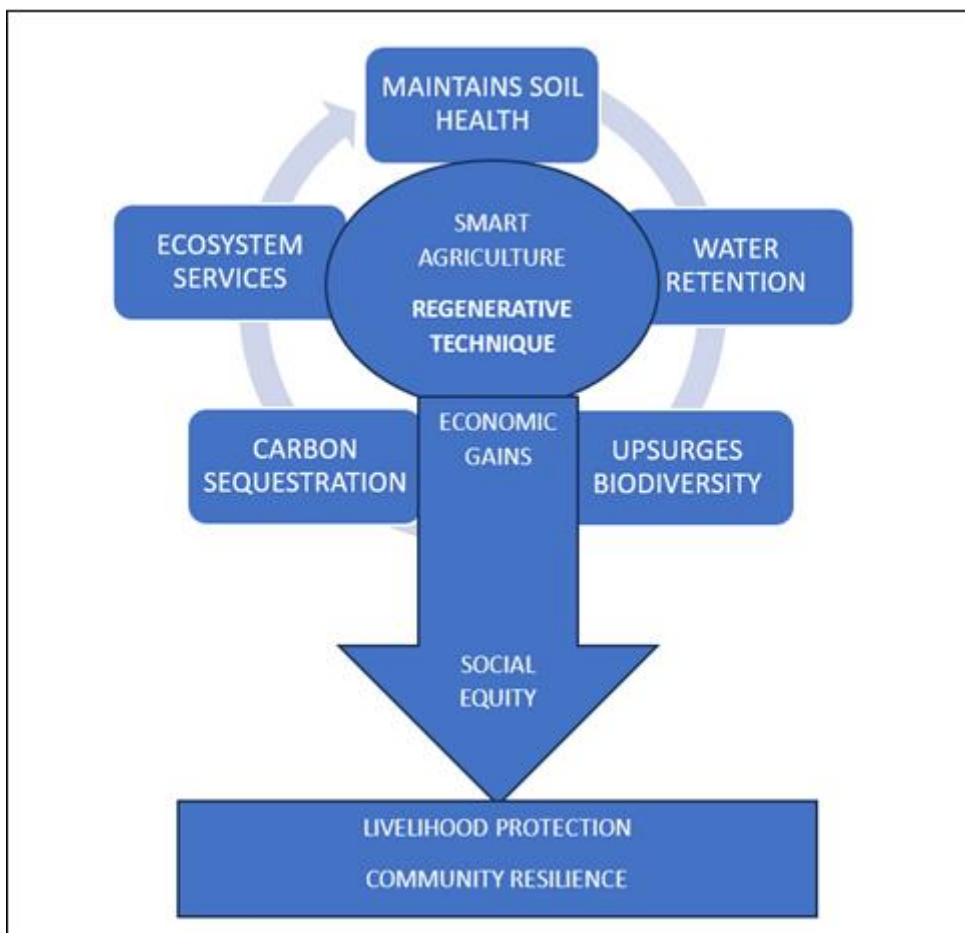 MAINTAINS SOIL
HEALTH
SMART
AGRICULTURE
REGENERATIVE
TECHNIQUE
ECOSYSTEM
SERVICES
WATER
RETENTION
ECONOMIC
GAINS
CARBON
SEQUESTRATION
UPSURGES
BIODIVERSITY
SOCIAL
EQUITY
LIVELIHOOD PROTECTION
COMMUNITY RESILIENCE